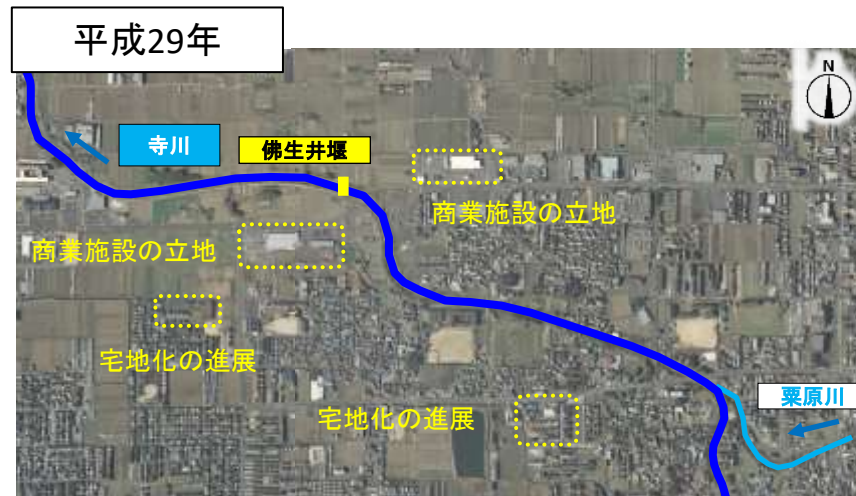 平成29年
N
寺川
佛生井堰
商業施設の立地
商業施設の立地
宅地化の進展
宅地化の進展
粟原川